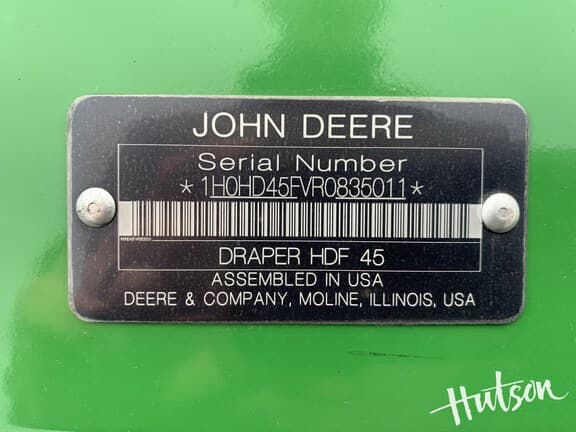 JOHN DEERE
Serial Number
*1H0HD45FVR0835011*
DRAPER HDF 45
ASSEMBLED IN USA
DEERE & COMPANY, MOLINE, ILLINOIS, USA
Hutson